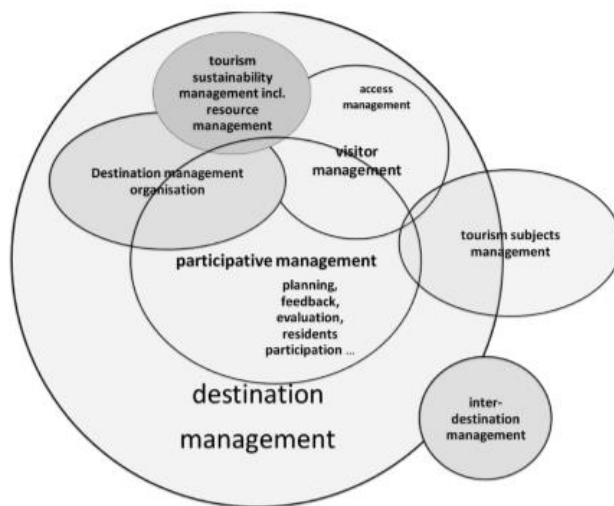 tourism
sustainability
management incl.
resource
management
access
management
visitor
management
Destination management
organisation
tourism subjects
management
participative management
planning,
feedback,
evaluation,
residents
participation ...
destination
management
inter-
destination
management